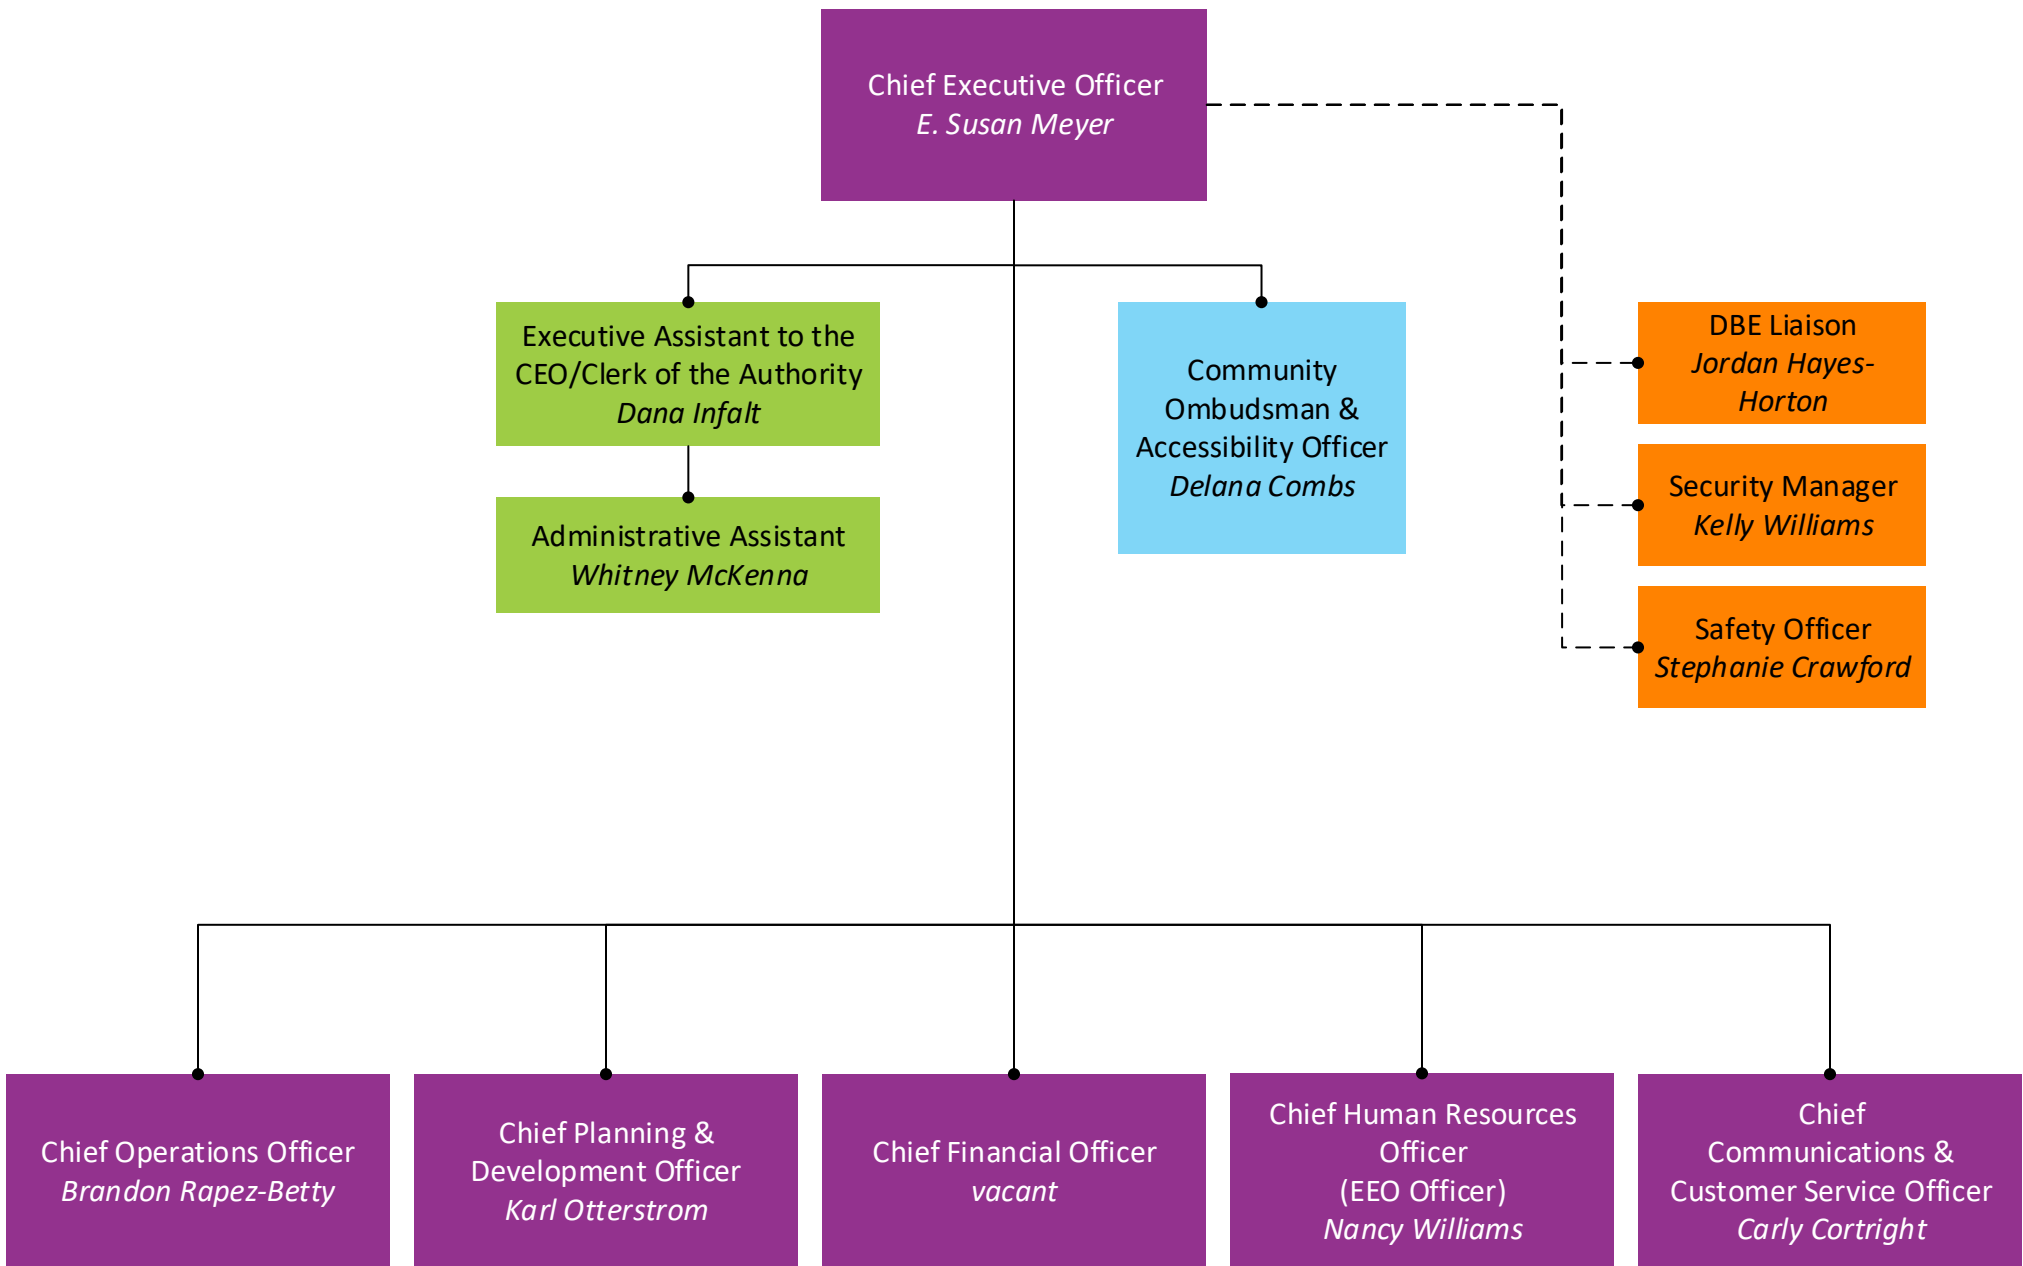 Chief Executive Officer
E. Susan Meyer
Executive Assistant to the
CEO/Clerk of the Authority
Dana Infalt
Administrative Assistant
Whitney McKenna
Community
Ombudsman &
Accessibility Officer
Delana Combs
DBE Liaison
Jordan Hayes-
Horton
Security Manager
Kelly Williams
Safety Officer
Stephanie Crawford
Chief Operations Officer
Brandon Rapez-Betty
Chief Planning &
Development Officer
Karl Otterstrom
Chief Financial Officer
vacant
Chief Human Resources
Officer
(EEO Officer)
Nancy Williams
Chief
Communications &
Customer Service Officer
Carly Cortright